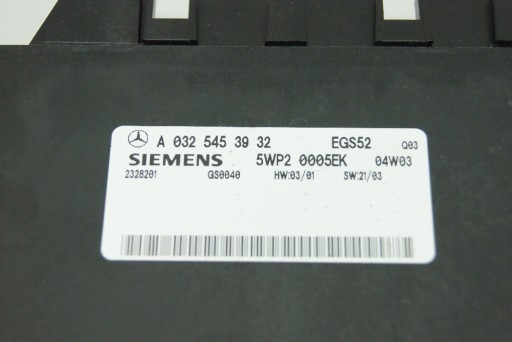 A 032 545 39 32 EGS52 Q03
SIEMENS 5WP2 0005EK 04W03
2328201 GS0040 HW:03/01 SW:21/03